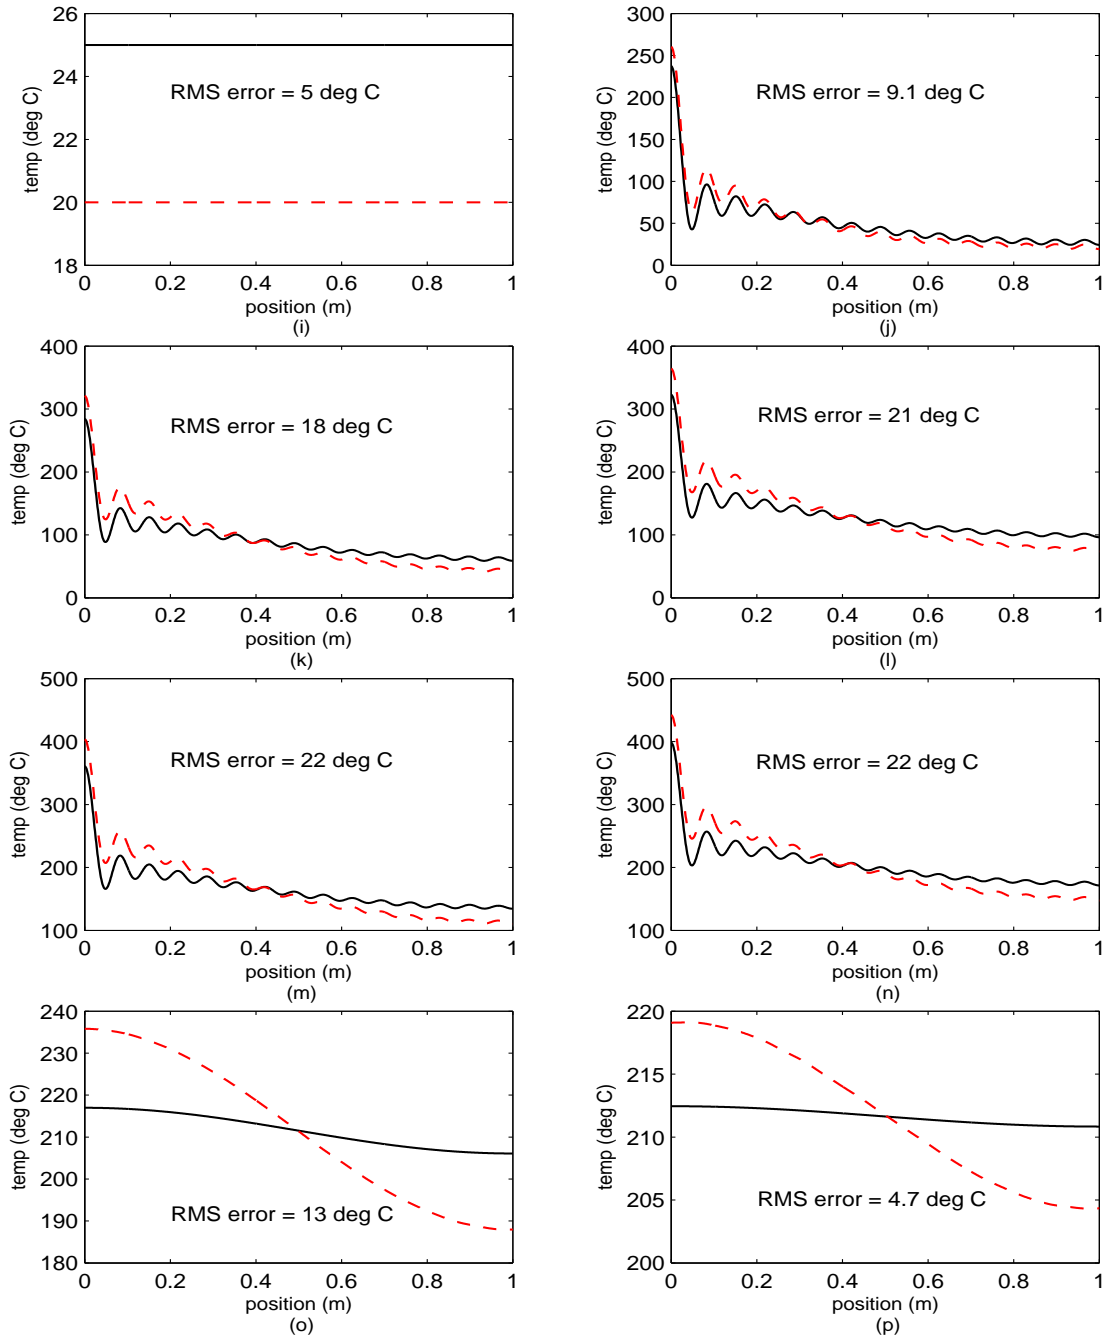 26
24
22
20
18
temp (deg C)
RMS error = 5 deg C
0 0.2 0.4 0.6 0.8 1
position (m)
(i)
300
250
200
150
100
50
0
temp (deg C)
RMS error = 9.1 deg C
0 0.2 0.4 0.6 0.8 1
position (m)
(j)
400
300
200
100
0
temp (deg C)
RMS error = 18 deg C
0 0.2 0.4 0.6 0.8 1
position (m)
(k)
400
300
200
100
0
temp (deg C)
RMS error = 21 deg C
0 0.2 0.4 0.6 0.8 1
position (m)
(l)
500
400
300
200
100
temp (deg C)
RMS error = 22 deg C
0 0.2 0.4 0.6 0.8 1
position (m)
(m)
500
400
300
200
100
temp (deg C)
RMS error = 22 deg C
0 0.2 0.4 0.6 0.8 1
position (m)
(n)
240
230
220
210
200
190
180
temp (deg C)
RMS error = 13 deg C
0 0.2 0.4 0.6 0.8 1
position (m)
(o)
220
215
210
205
200
temp (deg C)
RMS error = 4.7 deg C
0 0.2 0.4 0.6 0.8 1
position (m)
(p)